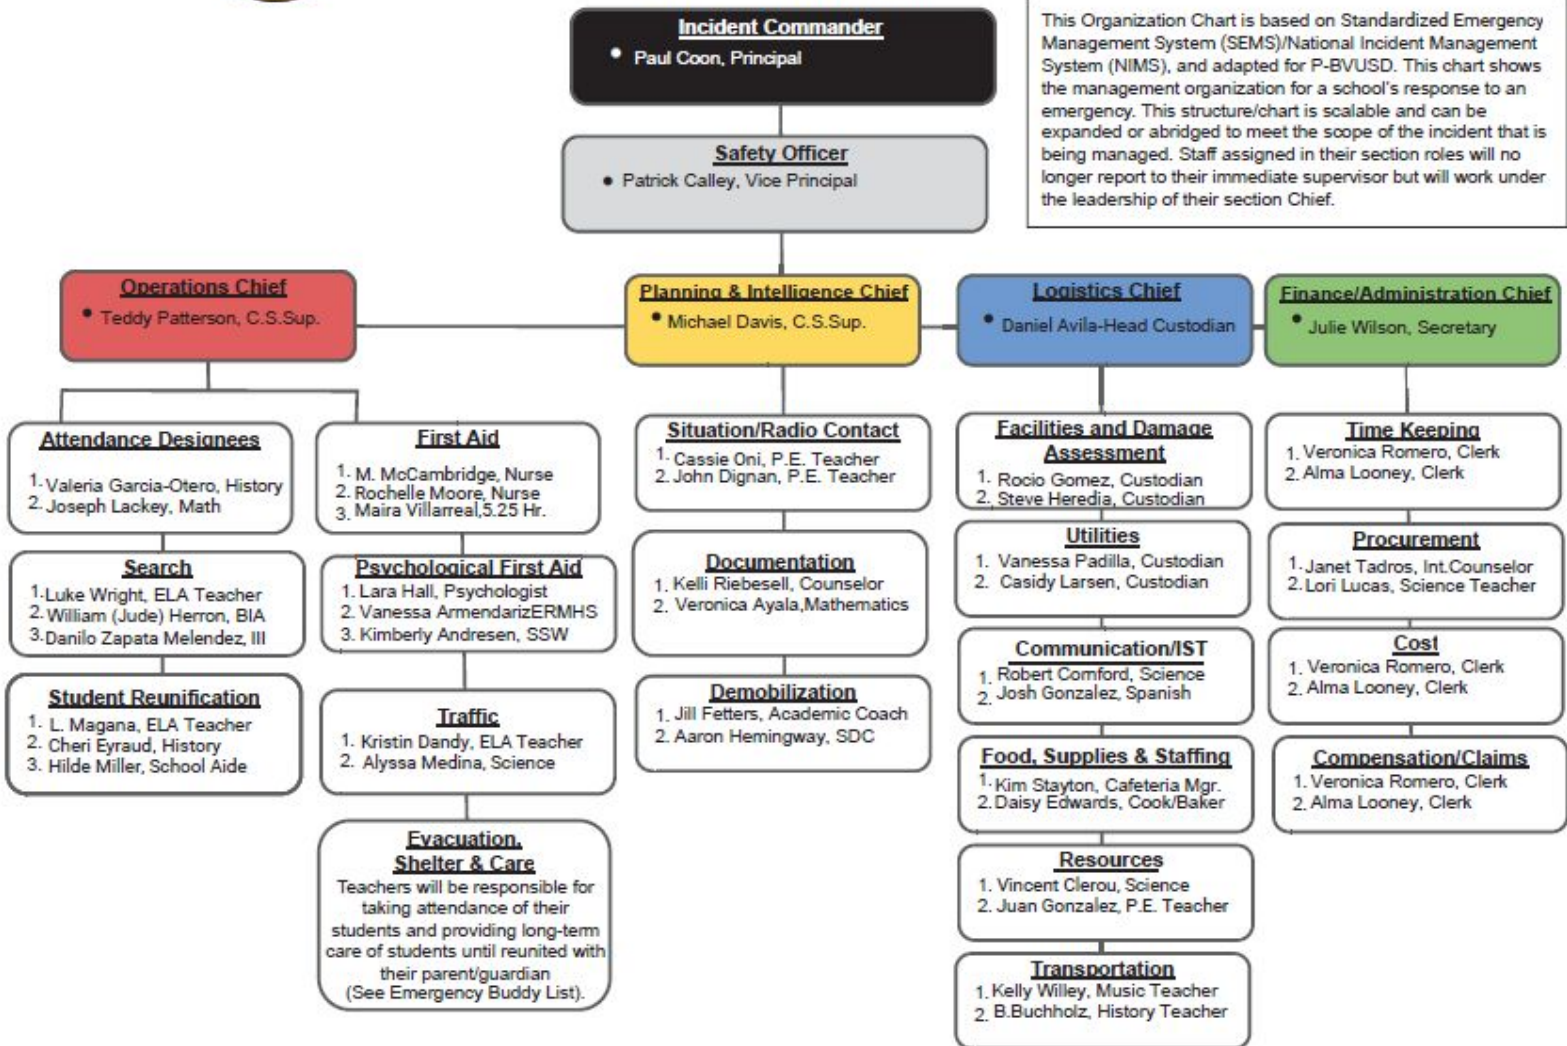 Incident Commander
• Paul Coon, Principal
This Organization Chart is based on Standardized Emergency
Management System (SEMS)/National Incident Management
System (NIMS), and adapted for P-BVUSD. This chart shows
the management organization for a school's response to an
emergency. This structure/chart is scalable and can be
expanded or abridged to meet the scope of the incident that is
being managed. Staff assigned in their section roles will no
longer report to their immediate supervisor but will work under
the leadership of their section Chief.
Safety Officer
• Patrick Calley, Vice Principal
Operations Chief
• Teddy Patterson, C.S.Sup.
Planning & Intelligence Chief
• Michael Davis, C.S.Sup.
Logistics Chief
• Daniel Avila-Head Custodian
Finance/Administration Chief
• Julie Wilson, Secretary
Attendance Designees
1. Valeria Garcia-Otero, History
2. Joseph Lackey, Math
Search
1. Luke Wright, ELA Teacher
2. William (Jude) Herron, BIA
3. Danilo Zapata Melendez, III
Student Reunification
1. L. Magana, ELA Teacher
2. Cheri Eyraud, History
3. Hilde Miller, School Aide
First Aid
1. M. McCambridge, Nurse
2. Rochelle Moore, Nurse
3. Maira Villarreal,5.25 Hr.
Psychological First Aid
1. Lara Hall, Psychologist
2. Vanessa ArmendarizERMHS
3. Kimberly Andresen, SSW
Traffic
1. Kristin Dandy, ELA Teacher
2. Alyssa Medina, Science
Evacuation,
Shelter & Care
Teachers will be responsible for
taking attendance of their
students and providing long-term
care of students until reunited with
their parent/guardian
(See Emergency Buddy List).
Situation/Radio Contact
1. Cassie Oni, P.E. Teacher
2. John Dignan, P.E. Teacher
Documentation
1. Kelli Riebesell, Counselor
2. Veronica Ayala,Mathematics
Demobilization
1. Jill Fetters, Academic Coach
2. Aaron Hemingway, SDC
Facilities and Damage
Assessment
1. Rocio Gomez, Custodian
2. Steve Heredia, Custodian
Utilities
1. Vanessa Padilla, Custodian
2. Casidy Larsen, Custodian
Communication/IST
1. Robert Comford, Science
2. Josh Gonzalez, Spanish
Food, Supplies & Staffing
1. Kim Stayton, Cafeteria Mgr.
2. Daisy Edwards, Cook/Baker
Resources
1. Vincent Clerou, Science
2. Juan Gonzalez, P.E. Teacher
Transportation
1. Kelly Willey, Music Teacher
2. B.Buchholz, History Teacher
Time Keeping
1. Veronica Romero, Clerk
2. Alma Looney, Clerk
Procurement
1. Janet Tadros, Int.Counselor
2. Lori Lucas, Science Teacher
Cost
1. Veronica Romero, Clerk
2. Alma Looney, Clerk
Compensation/Claims
1. Veronica Romero, Clerk
2. Alma Looney, Clerk